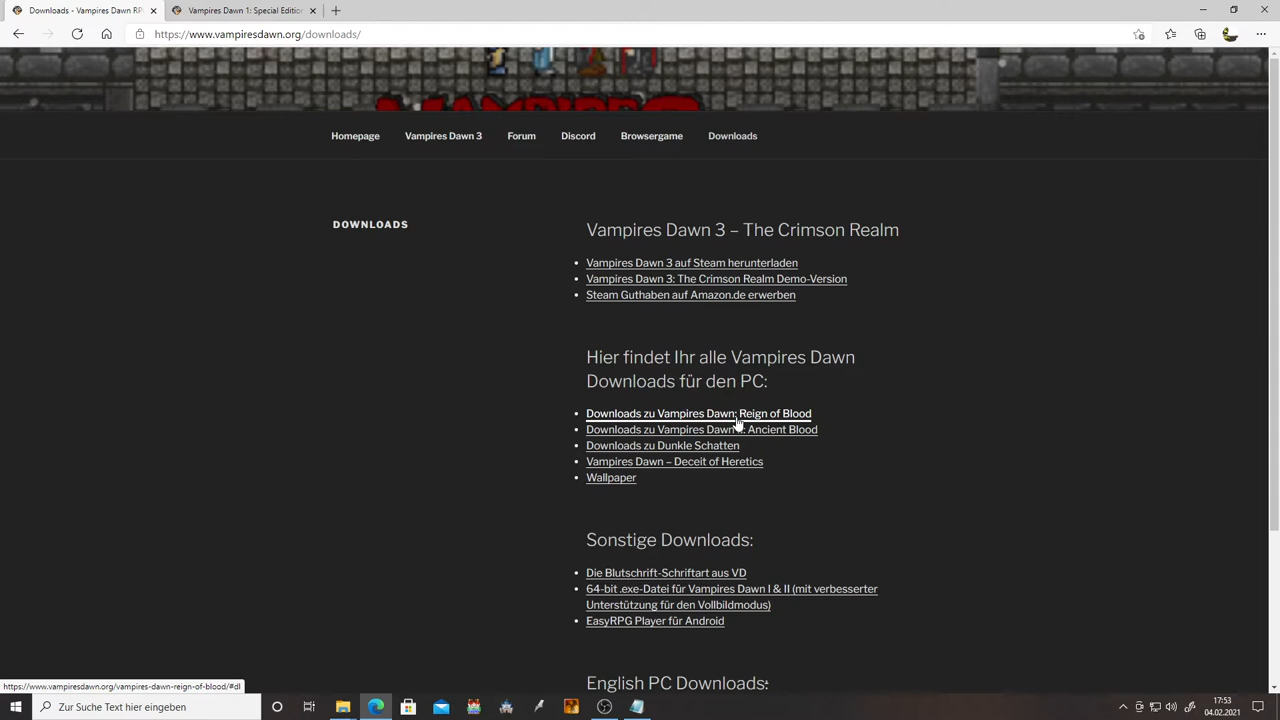 Downloads - Vampires Dawn RP
Vampires Dawn 1: Special Edition
https://www.vampiresdawn.org/downloads/
Homepage
Vampires Dawn 3
Forum
Discord
Browsergame
Downloads
DOWNLOADS
Vampires Dawn 3 – The Crimson Realm
Vampires Dawn 3 auf Steam herunterladen
Vampires Dawn 3: The Crimson Realm Demo-Version
Steam Guthaben auf Amazon.de erwerben
Hier findet Ihr alle Vampires Dawn
Downloads für den PC:
Downloads zu Vampires Dawn: Reign of Blood
Downloads zu Vampires Dawn Ancient Blood
Downloads zu Dunkle Schatten
Vampires Dawn – Deceit of Heretics
Wallpaper
Sonstige Downloads:
Die Blutschrift-Schriftart aus VD
64-bit .exe-Datei für Vampires Dawn I & II (mit verbesserter
Unterstützung für den Vollbildmodus)
EasyRPG Player für Android
English PC Downloads:
https://www.vampiresdawn.org/vampires-dawn-reign-of-blood/#dl
Zur Suche Text hier eingeben
17:53
04.02.2021